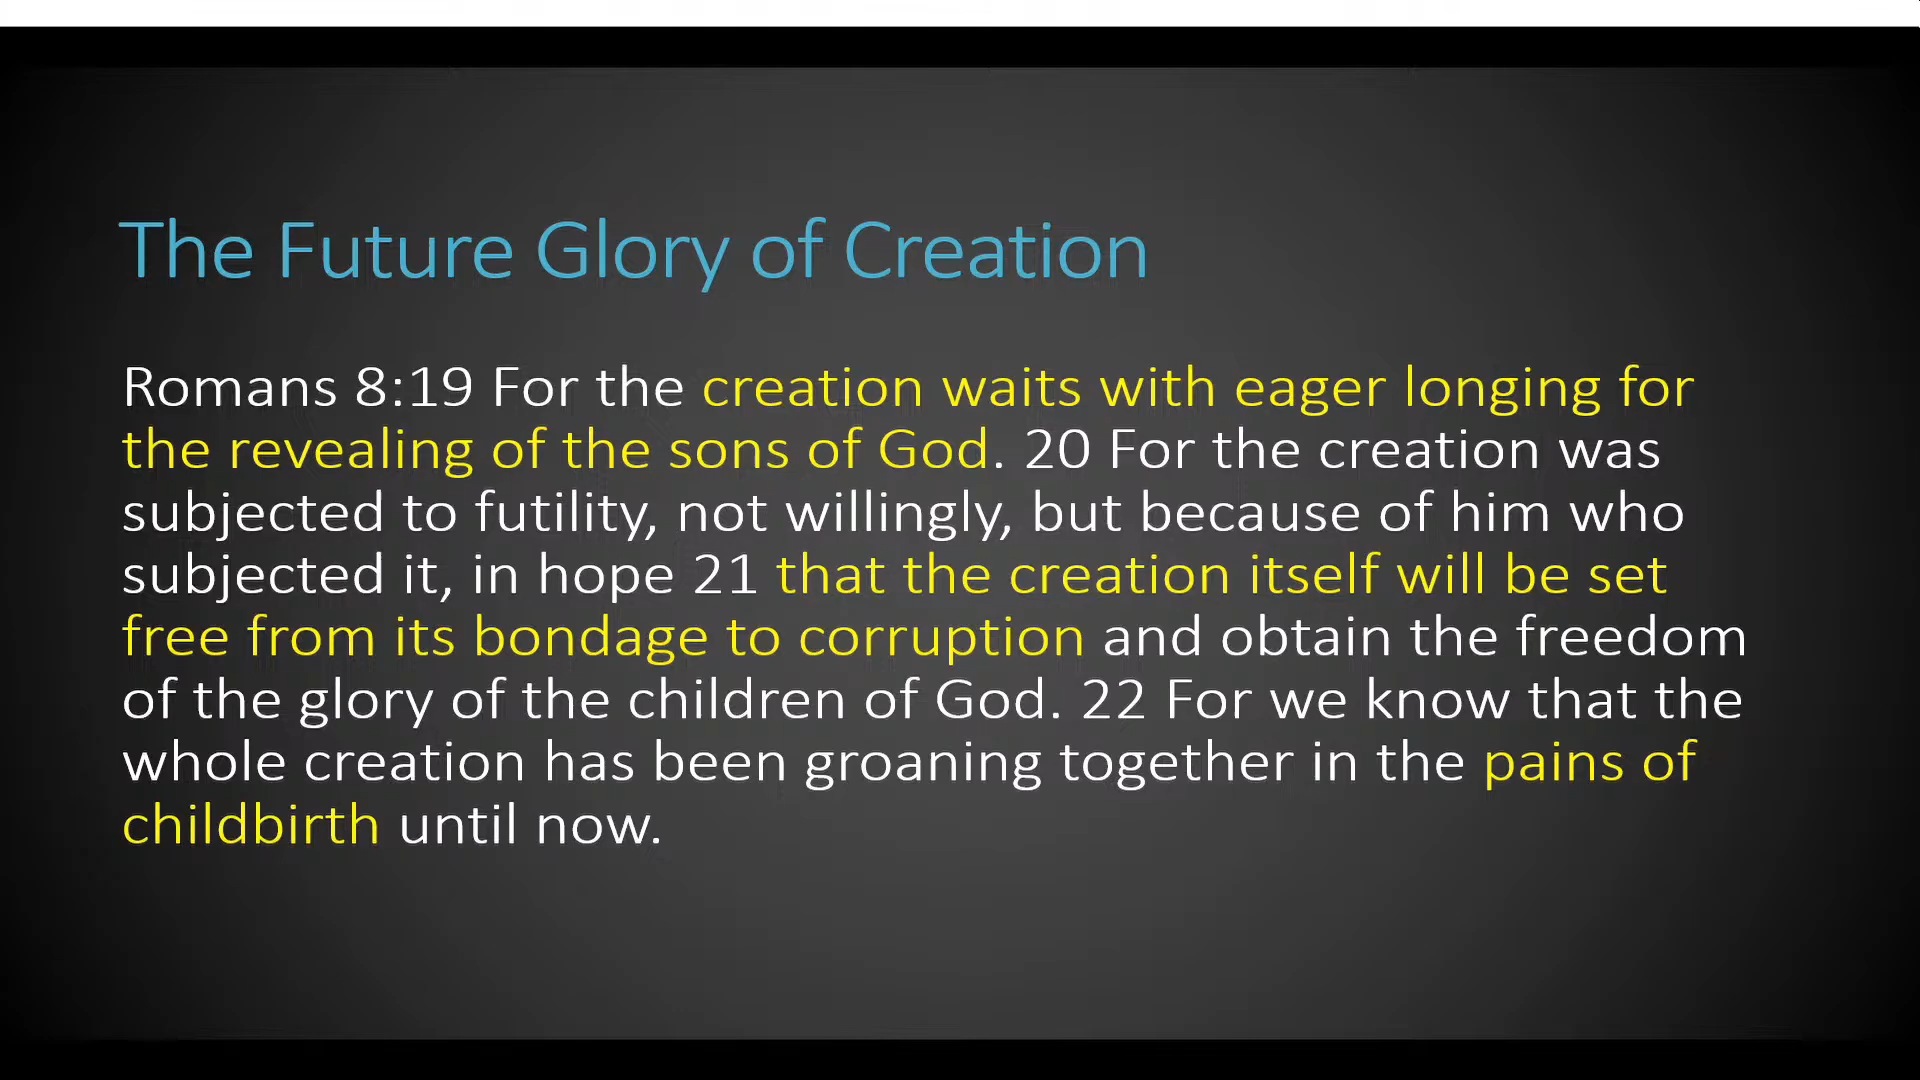 The Future Glory of Creation
Romans 8:19 For the creation waits with eager longing for
the revealing of the sons of God. 20 For the creation was
subjected to futility, not willingly, but because of him who
subjected it, in hope 21 that the creation itself will be set
free from its bondage to corruption and obtain the freedom
of the glory of the children of God. 22 For we know that the
whole creation has been groaning together in the pains of
childbirth until now.